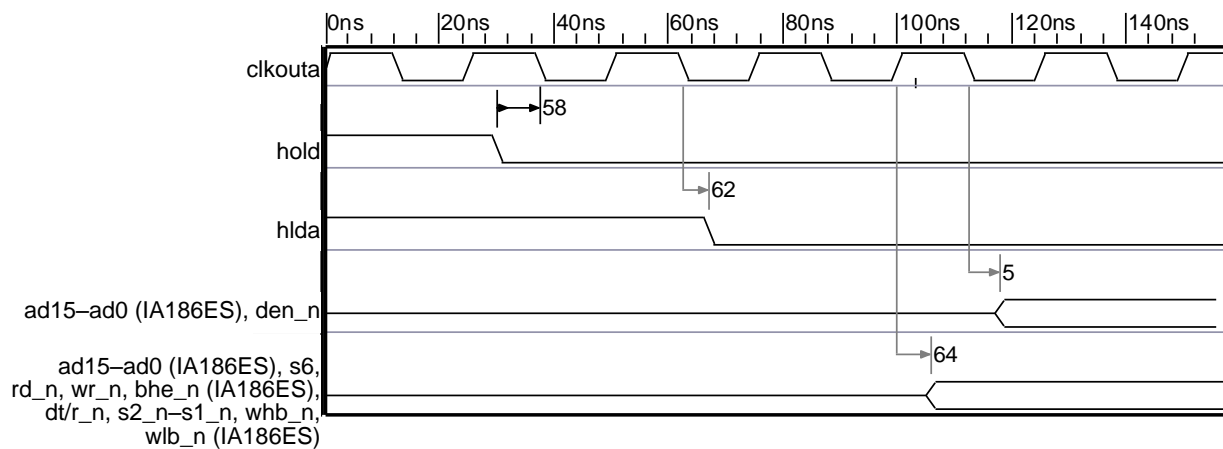 0ns 20ns 40ns 60ns 80ns 100ns 120ns 140ns
clkouta
58
hold
62
hlda
5
ad15–ad0 (IA186ES), den_n
64
ad15–ad0 (IA186ES), s6,
rd_n, wr_n, bhe_n (IA186ES),
dt/r_n, s2_n–s1_n, whb_n,
wlb_n (IA186ES)